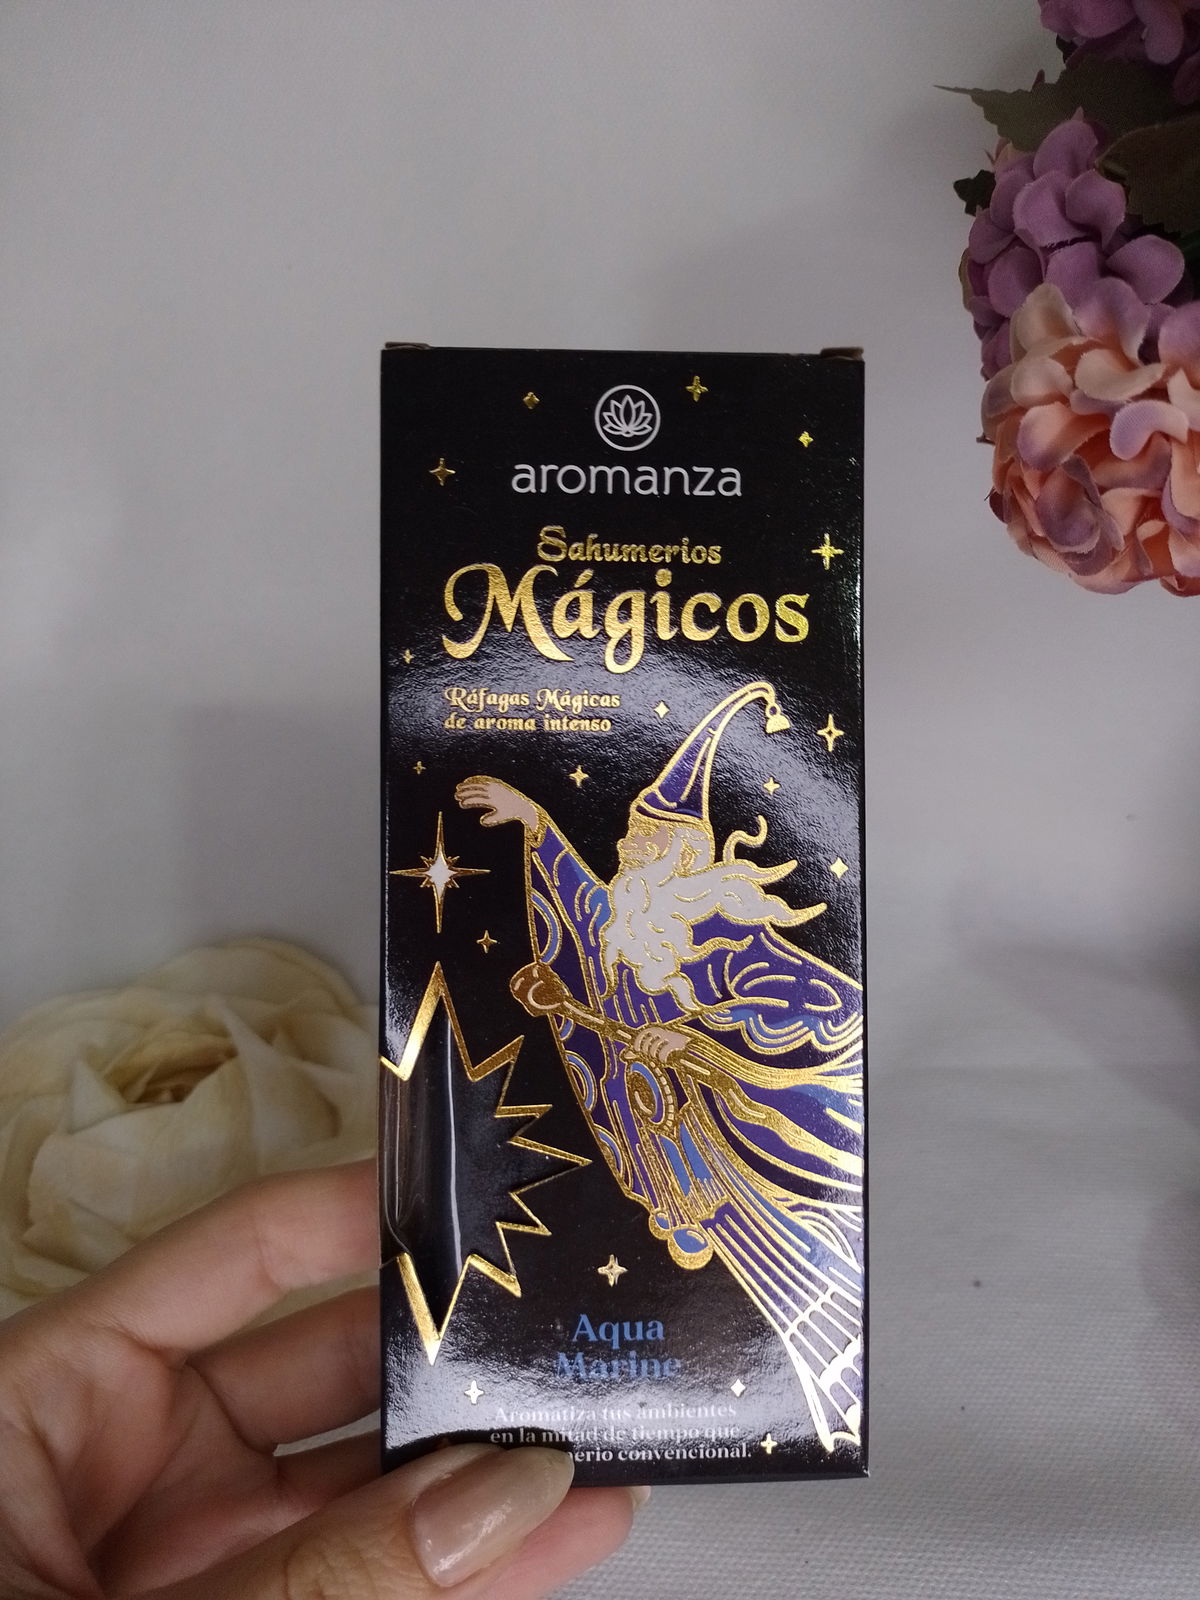 aromanza
Sahumerios
Mágicos
Ráfagas Mágicas
de aroma intenso
Aqua
Marine
Aromatiza tus ambientes
en la mitad de tiempo que
convencional.